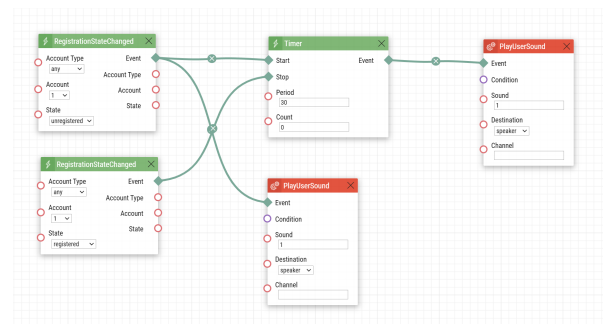 RegistrationStateChanged
Account Type Event
any
Account Type
Account
1
Account
State
unregistered
State
Timer
Start Event
Stop
Period
30
Count
0
PlayUserSound
Event
Condition
Sound
1
Destination
speaker
Channel
RegistrationStateChanged
Account Type Event
any
Account Type
Account
1
Account
State
registered
State
PlayUserSound
Event
Condition
Sound
1
Destination
speaker
Channel